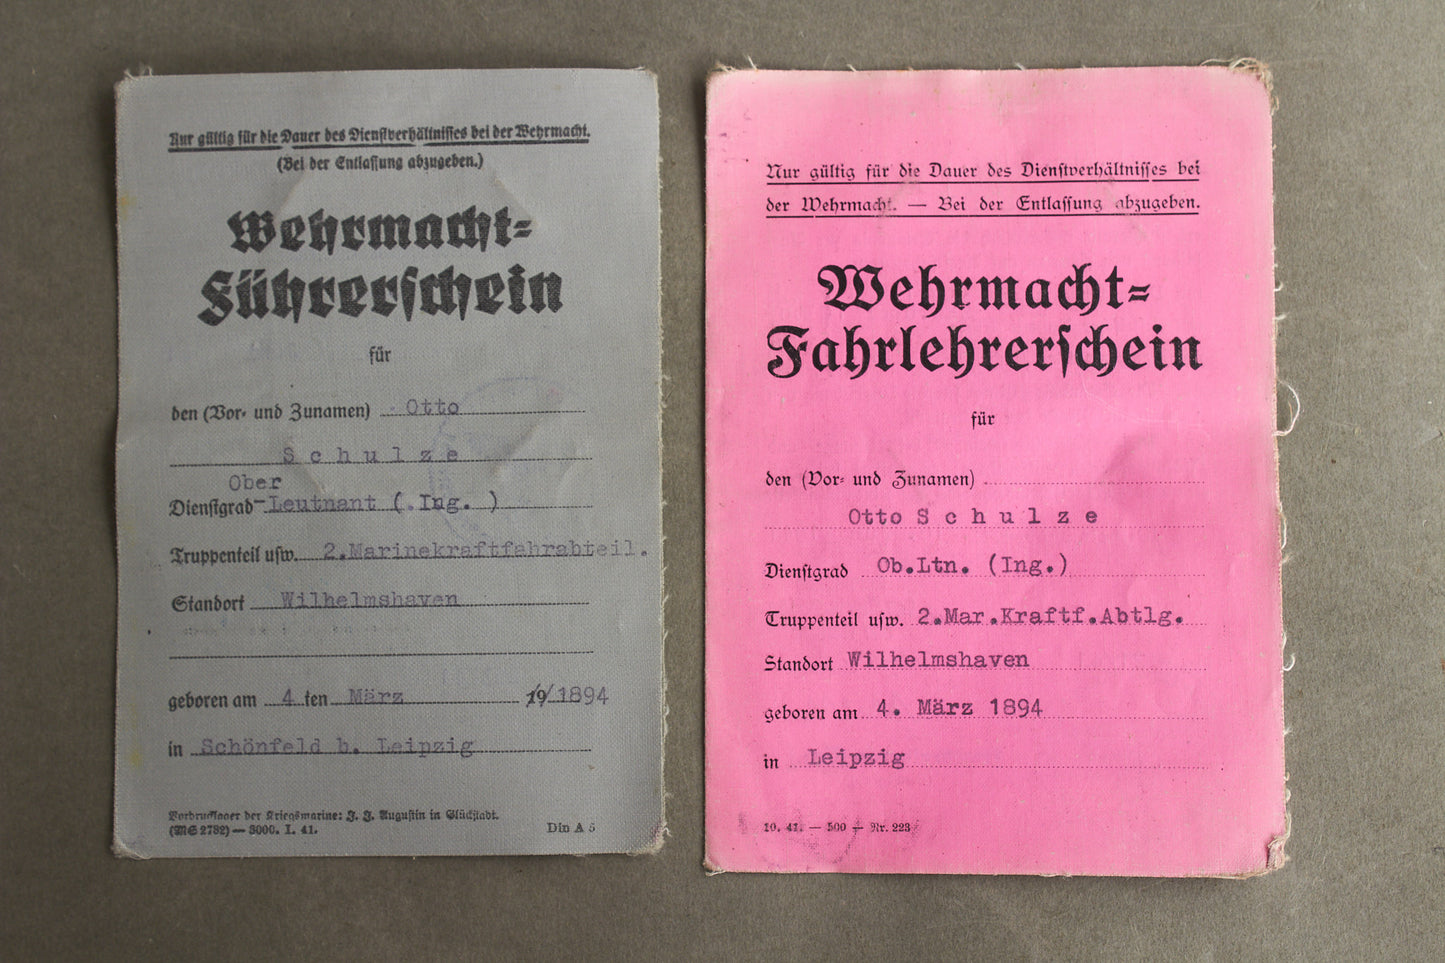 Nur gültig für die Dauer des Dienstverhältnisses bei der Wehrmacht.
(Bei der Entlassung abzugeben.)
Wehrmacht-
Führerschein
für
den (Vor- und Zunamen) Otto
Schulze
Ober
Dienstgrad Leutnant (Ing. )
Truppenteil usw. 2.Marinekraftfahrabteil.
Standort Wilhelmshaven
geboren am 4 ten März 19/1894
in Schönfeld b. Leipzig
Vordrucklager der Kriegsmarine: J. J. Augustin in Glückstadt.
(MS 2782) — 3000. I. 41. Din A 5
Nur gültig für die Dauer des Dienstverhältnisses bei
der Wehrmacht. — Bei der Entlassung abzugeben.
Wehrmacht-
Fahrlehrerschein
für
den (Vor- und Zunamen)
Otto Schulze
Dienstgrad Ob.Ltn. (Ing.)
Truppenteil usw. 2.Mar.Kraftf.Abtlg.
Standort Wilhelmshaven
geboren am 4. März 1894
in Leipzig
10. 41. — 500 — Nr. 223